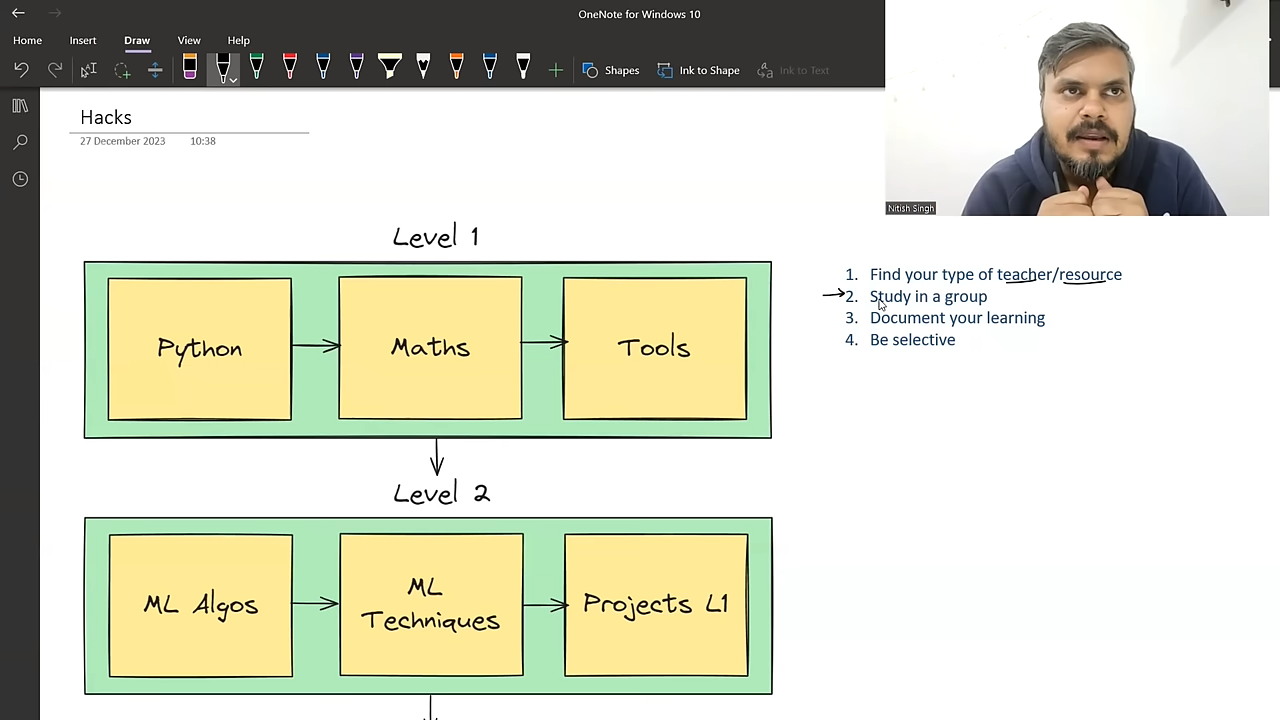 OneNote for Windows 10
Home Insert Draw View Help
Shapes Ink to Shape Ink to Text
Hacks
27 December 2023 10:38
Nitish Singh
Level 1
Python Maths Tools
1. Find your type of teacher/resource
2. Study in a group
3. Document your learning
4. Be selective
Level 2
ML Algos ML Techniques Projects L1